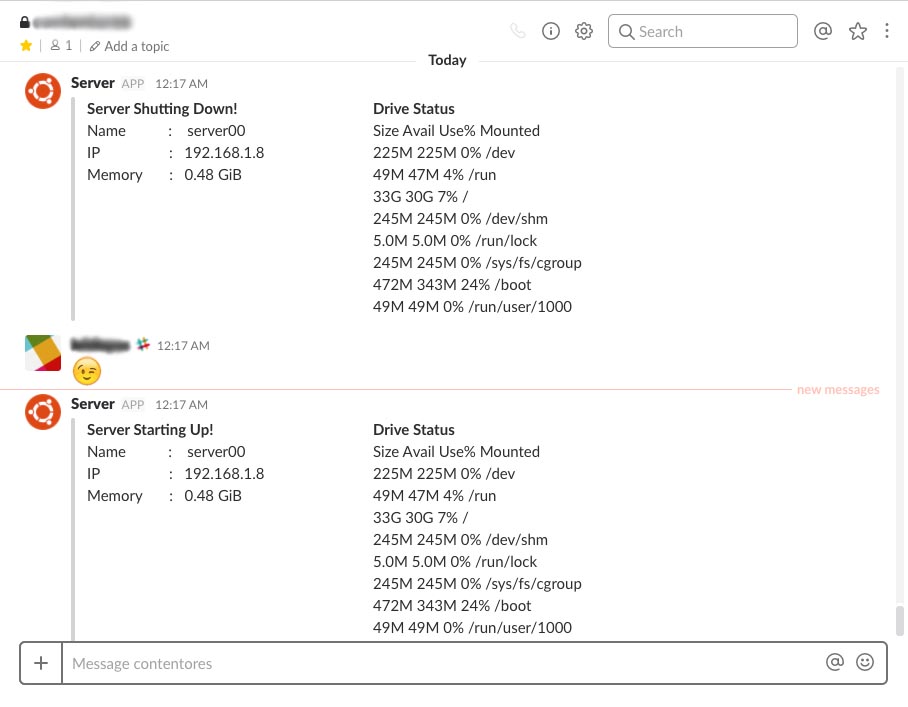 1 Add a topic
Search
Today
Server APP 12:17 AM
Server Shutting Down! Drive Status
Name : server00 Size Avail Use% Mounted
IP : 192.168.1.8 225M 225M 0% /dev
Memory : 0.48 GiB 49M 47M 4% /run
33G 30G 7% /
245M 245M 0% /dev/shm
5.0M 5.0M 0% /run/lock
245M 245M 0% /sys/fs/cgroup
472M 343M 24% /boot
49M 49M 0% /run/user/1000
12:17 AM
new messages
Server APP 12:17 AM
Server Starting Up! Drive Status
Name : server00 Size Avail Use% Mounted
IP : 192.168.1.8 225M 225M 0% /dev
Memory : 0.48 GiB 49M 47M 4% /run
33G 30G 7% /
245M 245M 0% /dev/shm
5.0M 5.0M 0% /run/lock
245M 245M 0% /sys/fs/cgroup
472M 343M 24% /boot
49M 49M 0% /run/user/1000
Message contentores